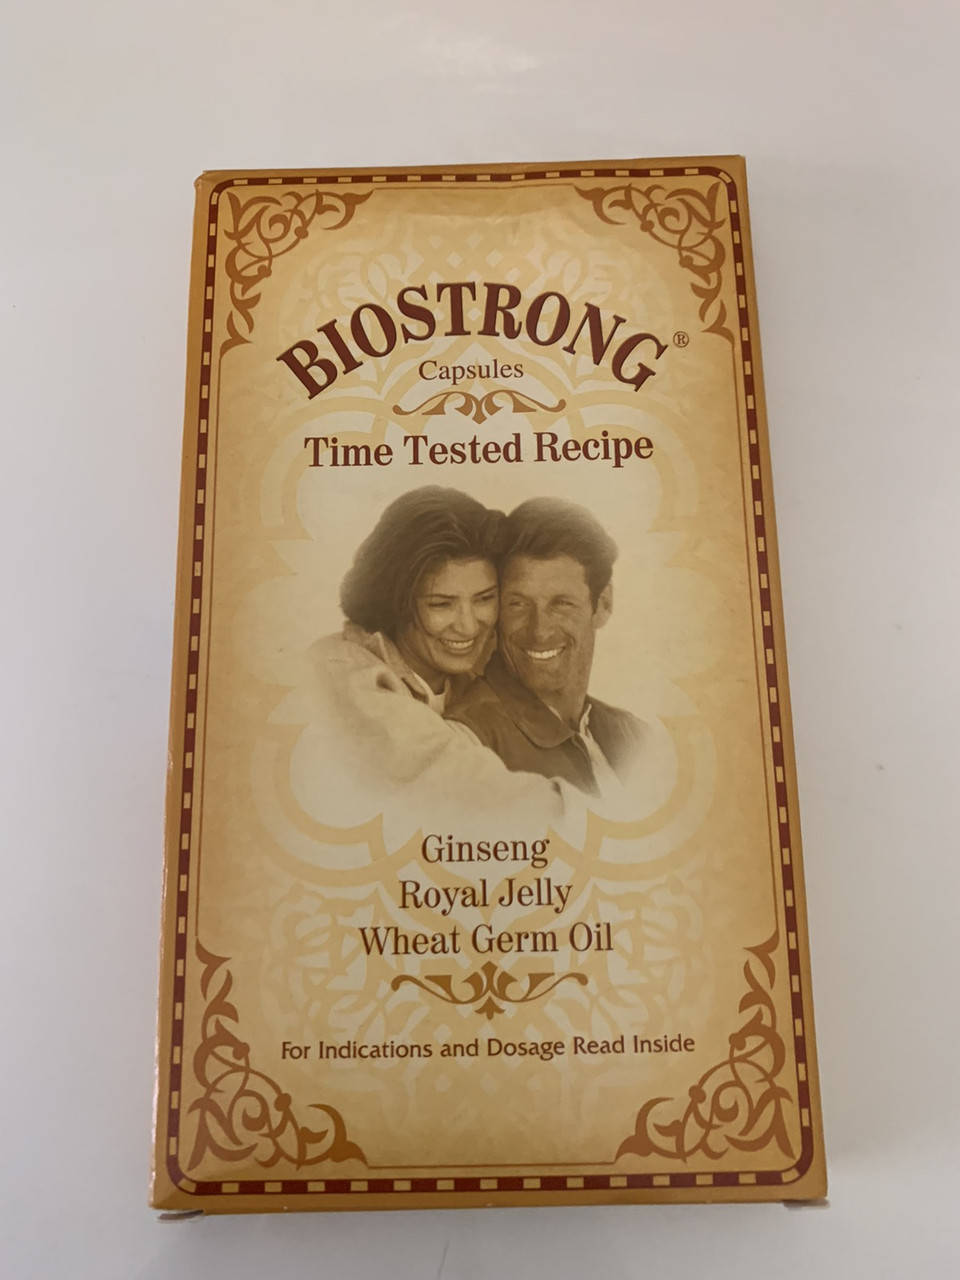 BIOSTRONG®
Capsules
Time Tested Recipe
Ginseng
Royal Jelly
Wheat Germ Oil
For Indications and Dosage Read Inside